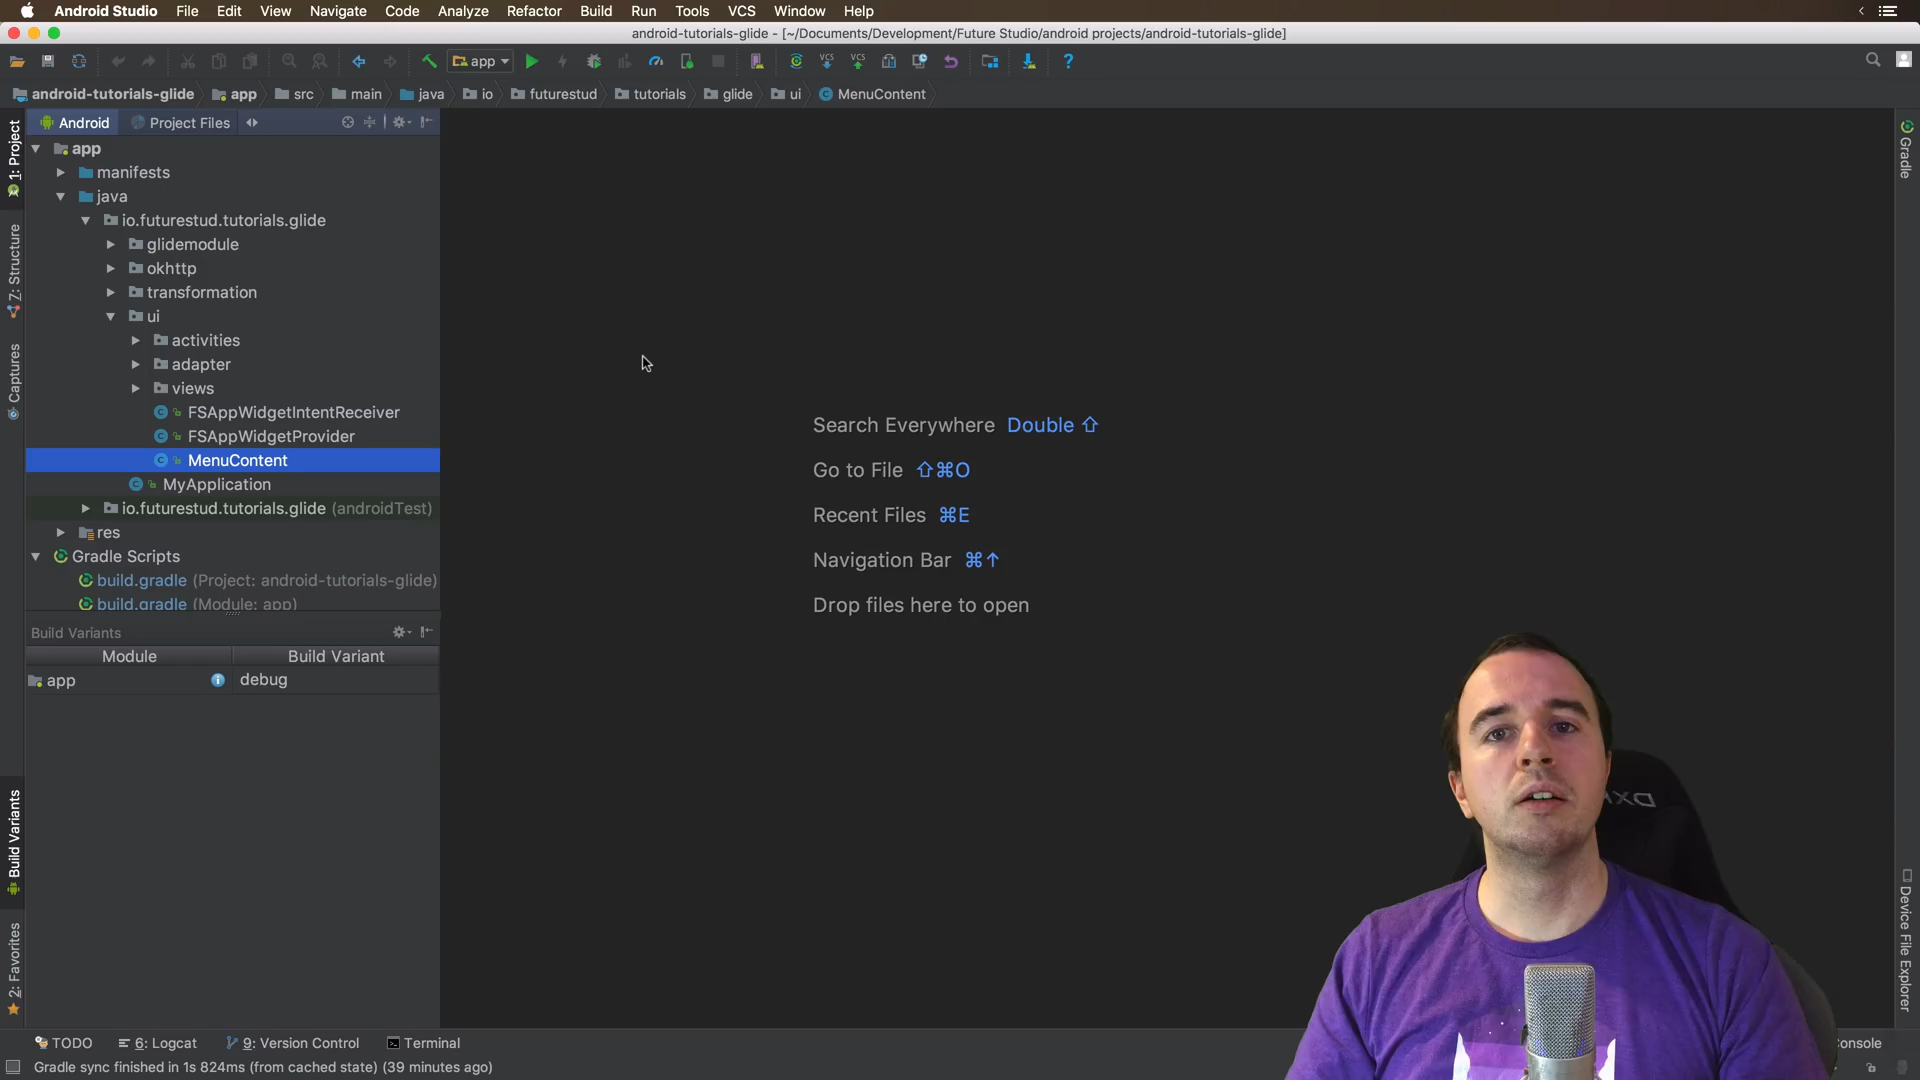 Android Studio File Edit View Navigate Code Analyze Refactor Build Run Tools VCS Window Help
android-tutorials-glide - [~/Documents/Development/Future Studio/android projects/android-tutorials-glide]
app VCS VCS ?
android-tutorials-glide app src main java io futurestud tutorials glide ui MenuContent
Android Project Files
1: Project
Z: Structure
Captures
Build Variants
2: Favorites
app
manifests
java
io.futurestud.tutorials.glide
glidemodule
okhttp
transformation
ui
activities
adapter
views
FSAppWidgetIntentReceiver
FSAppWidgetProvider
MenuContent
MyApplication
io.futurestud.tutorials.glide (androidTest)
res
Gradle Scripts
build.gradle (Project: android-tutorials-glide)
build.gradle (Module: app)
Build Variants
Module Build Variant
app debug
Search Everywhere Double ⇧
Go to File ⇧⌘O
Recent Files ⌘E
Navigation Bar ⌘↑
Drop files here to open
Gradle
Device File Explorer
TODO 6: Logcat 9: Version Control Terminal onsole
Gradle sync finished in 1s 824ms (from cached state) (39 minutes ago)